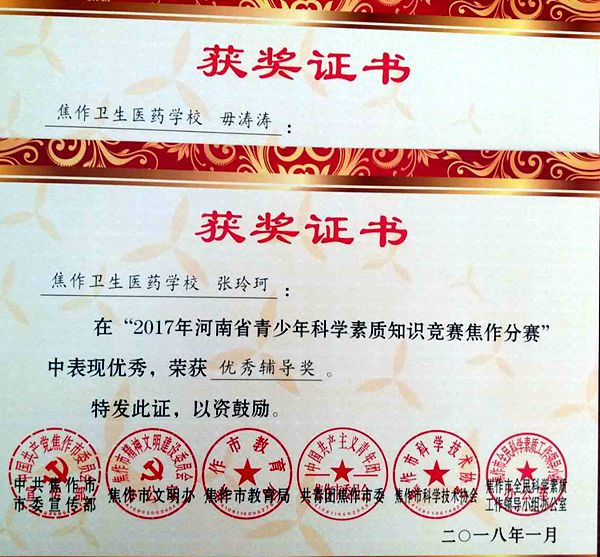 获奖证书
焦作卫生医药学校 毋涛涛：
获奖证书
焦作卫生医药学校 张玲珂：
在“2017年河南省青少年科学素质知识竞赛焦作分赛”
中表现优秀，荣获优秀辅导奖。
特发此证，以资鼓励。
中共焦作市
市委宣传部
焦作市文明办
焦作市教育局
共青团焦作市委
焦作市科学技术协会
焦作市全民科学素质
工作领导小组办公室
二〇一八年一月